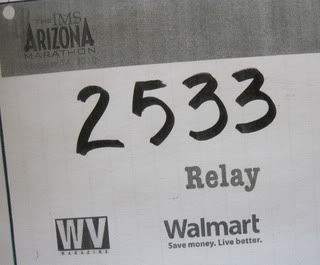 THE IMS
ARIZONA
MARATHON
2533
Relay
WV
MAGAZINE
Walmart
Save money. Live better.